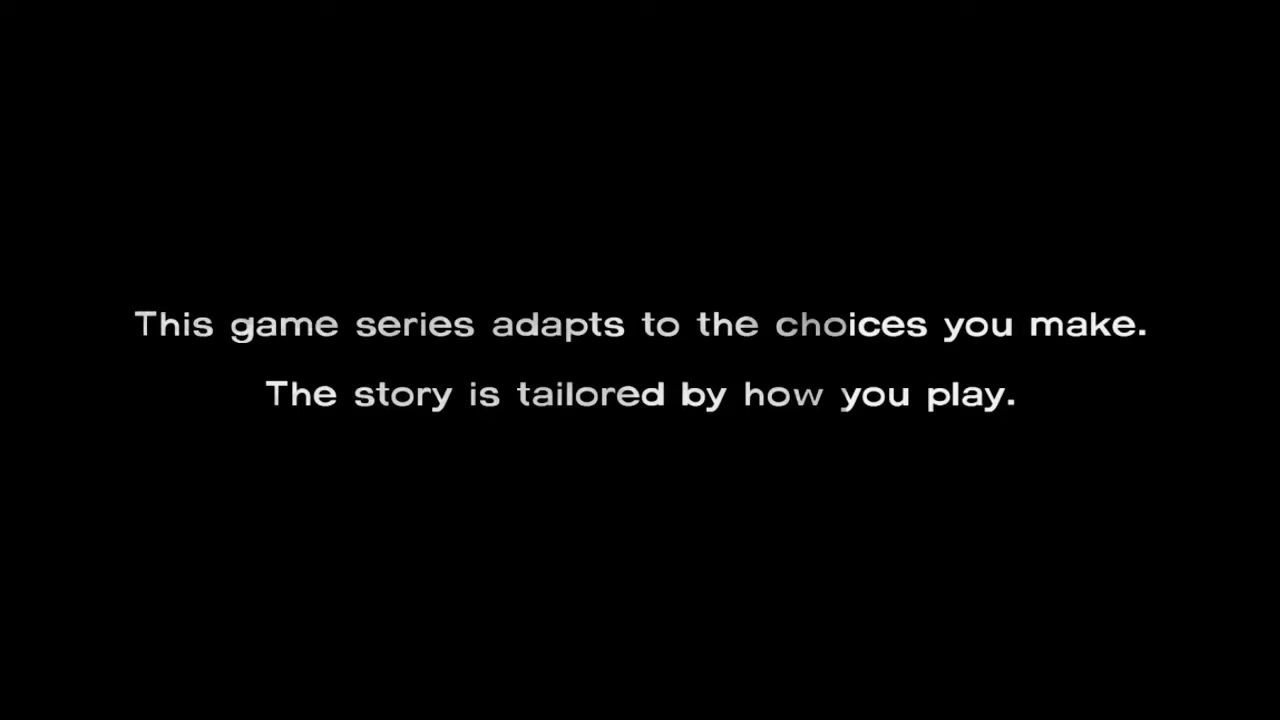 This game series adapts to the choices you make.
The story is tailored by how you play.